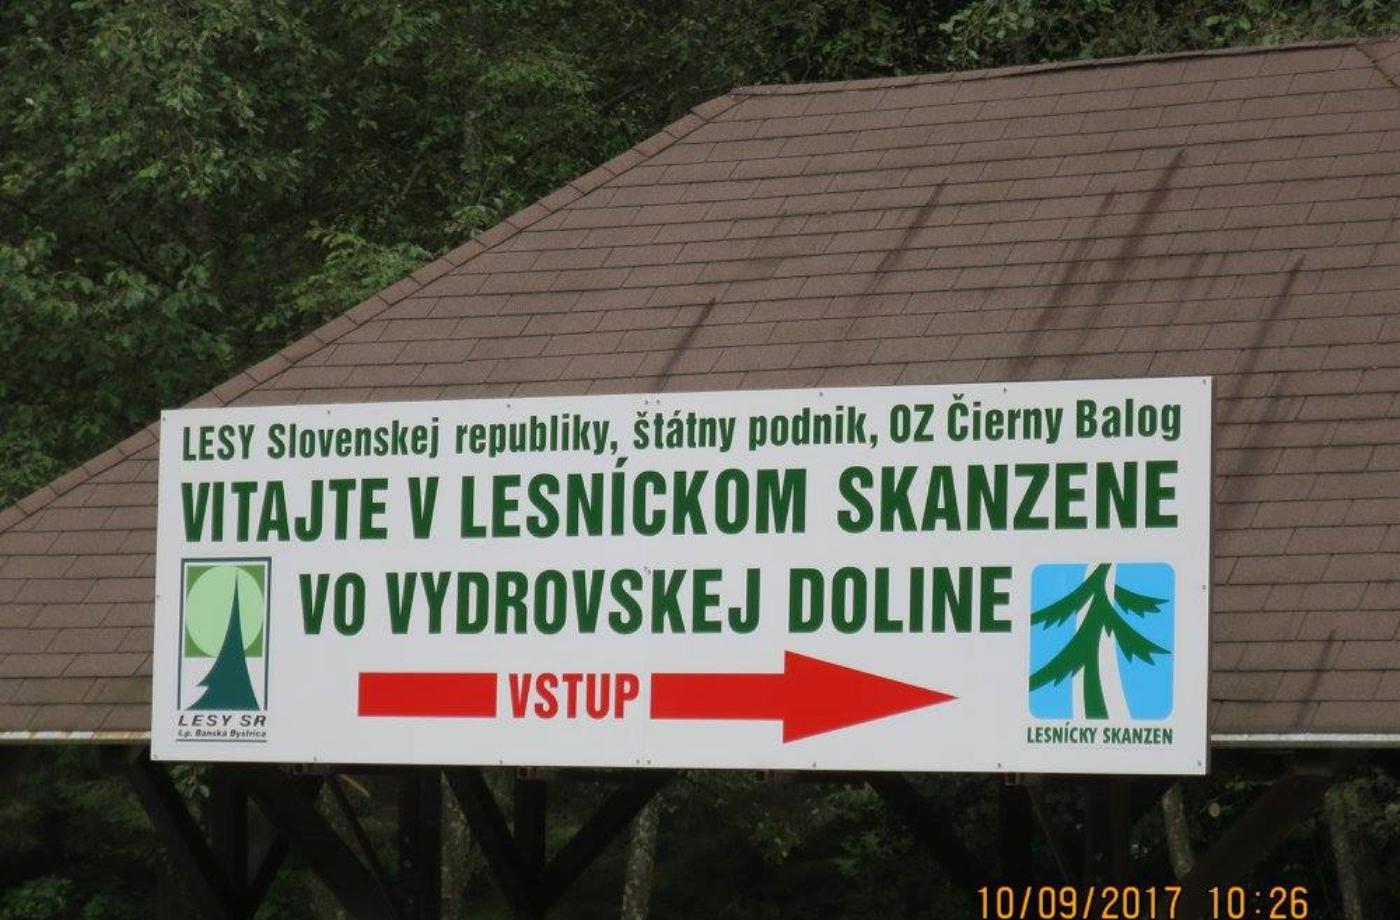 LESY Slovenskej republiky, štátny podnik, OZ Čierny Balog
VITAJTE V LESNÍCKOM SKANZENE
VO VYDROVSKEJ DOLINE
VSTUP
LESY SR
š.p. Banská Bystrica
LESNÍCKY SKANZEN
10/09/2017 10:26